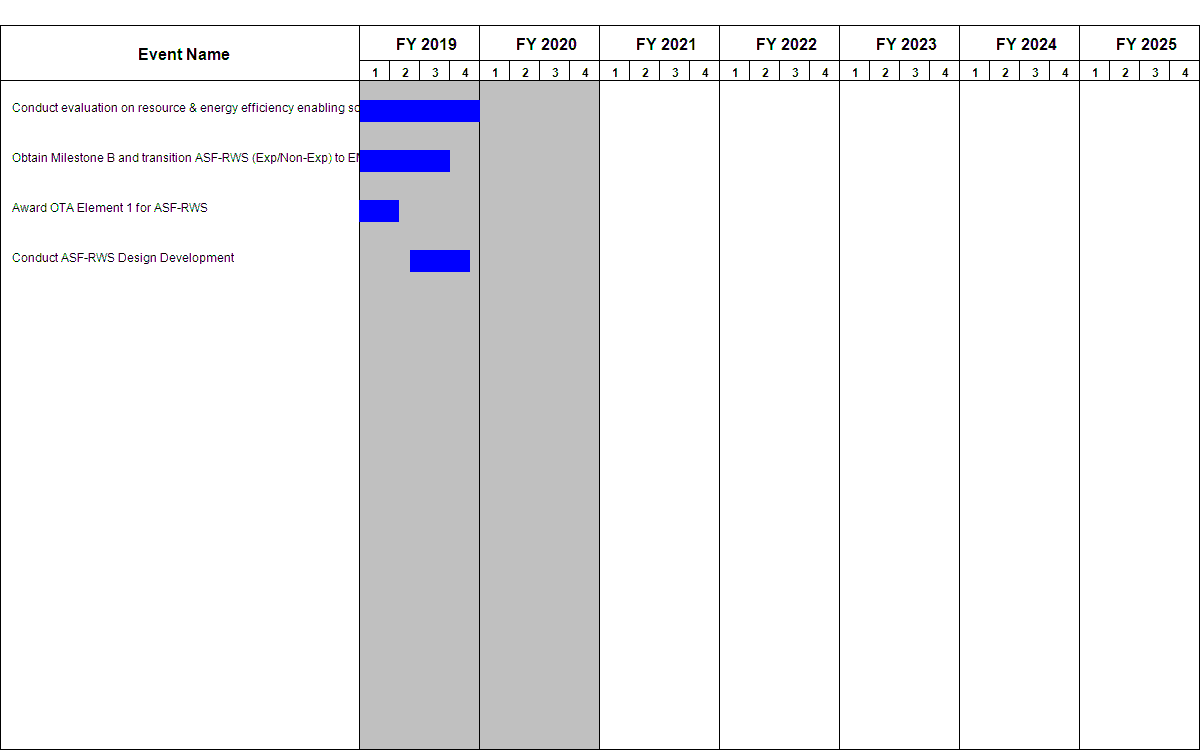 Event Name
FY 2019 FY 2020 FY 2021 FY 2022 FY 2023 FY 2024 FY 2025
1 2 3 4 1 2 3 4 1 2 3 4 1 2 3 4 1 2 3 4 1 2 3 4 1 2 3 4
Conduct evaluation on resource & energy efficiency enabling
Obtain Milestone B and transition ASF-RWS (Exp/Non-Exp) to
Award OTA Element 1 for ASF-RWS
Conduct ASF-RWS Design Development